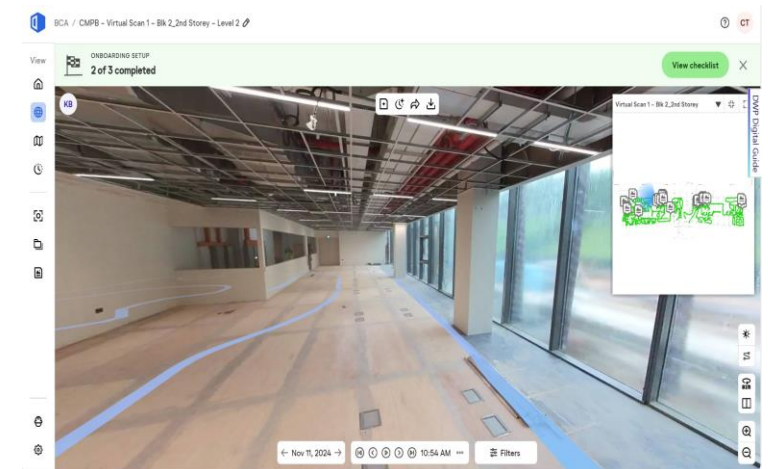 BCA / CMPB - Virtual Scan 1 - Blk 2_2nd Storey - Level 2
CT
View
ONBOARDING SETUP
2 of 3 completed
View checklist
KB
Virtual Scan 1 - Blk 2_2nd Storey
DWP Digital Guide
Nov 11, 2024
10:54 AM
Filters